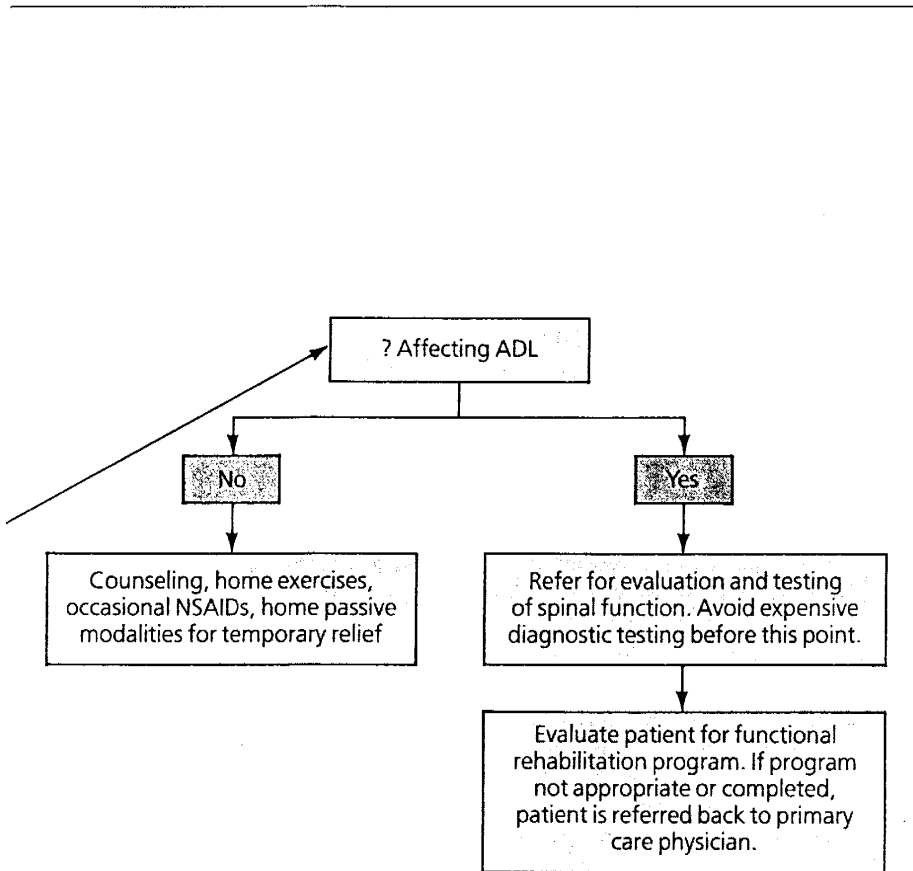 ? Affecting ADL
No
Yes
Counseling, home exercises,
occasional NSAIDs, home passive
modalities for temporary relief
Refer for evaluation and testing
of spinal function. Avoid expensive
diagnostic testing before this point.
Evaluate patient for functional
rehabilitation program. If program
not appropriate or completed,
patient is referred back to primary
care physician.